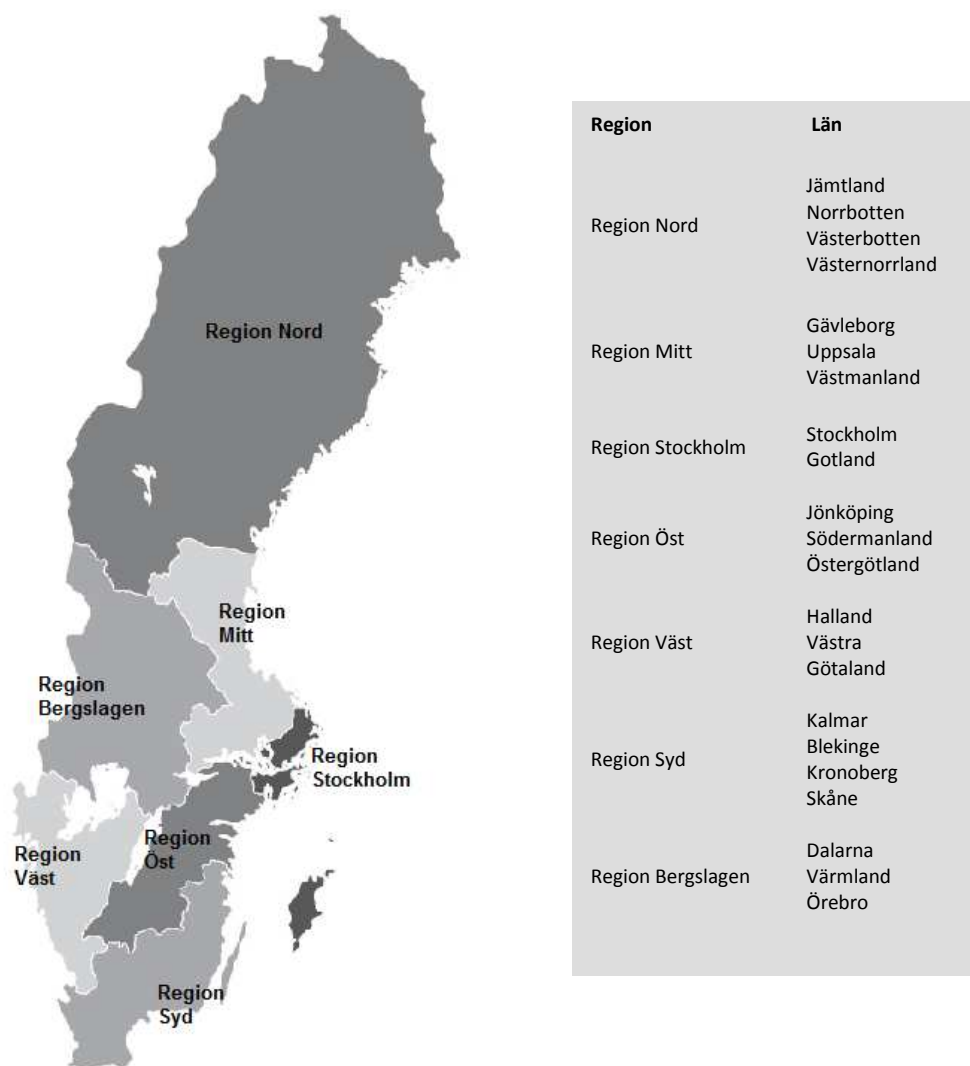 Region Nord
Region
Mitt
Region
Bergslagen
Region
Stockholm
Region
Väst
Region
Öst
Region
Syd
Region Län
Region Nord
Jämtland
Norrbotten
Västerbotten
Västernorrland
Region Mitt
Gävleborg
Uppsala
Västmanland
Region Stockholm
Stockholm
Gotland
Region Öst
Jönköping
Södermanland
Östergötland
Region Väst
Halland
Västra
Götaland
Region Syd
Kalmar
Blekinge
Kronoberg
Skåne
Region Bergslagen
Dalarna
Värmland
Örebro